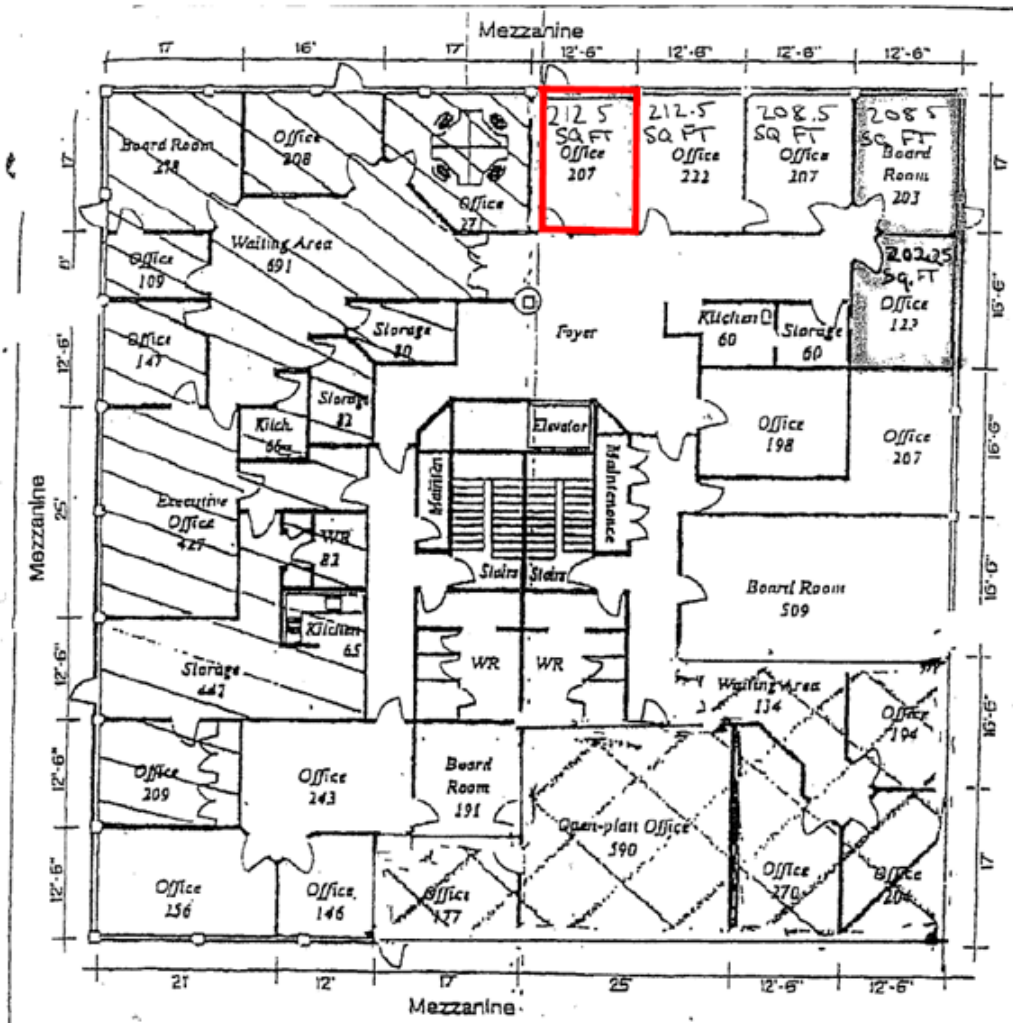 Mezzanine
17' 16' 17' 12'-6" 12'-6" 12'-6" 12'-6"
Board Room
Office
208
Office
27
212.5
SQ FT
Office
207
212.5
SQ FT
Office
222
208.5
SQ FT
Office
207
208.5
SQ FT
Board
Room
203
17'
17'
Office
109
Waiting Area
691
202.25
SQ. FT
Office
123
16'-6"
Office
147
12'-6"
Storage
80
Foyer
Kitchen
60
Storage
60
Storage
82
Kitch.
66
Elevator
Office
198
Office
207
16'-6"
Mezzanine
25'
Executive
Office
427
WR
82
Mainten
Maintenence
Stairs
Stairs
Board Room
509
Kitchen
65
12'-6"
Storage
442
WR
WR
Waiting Area
134
Office
194
16'-6"
12'-6"
Office
209
Office
243
Board
Room
191
Open-plan Office
590
Office
270
Office
204
17'
12'-6"
Office
256
Office
146
Office
127
21' 12' 17' 25' 12'-6" 12'-6"
Mezzanine